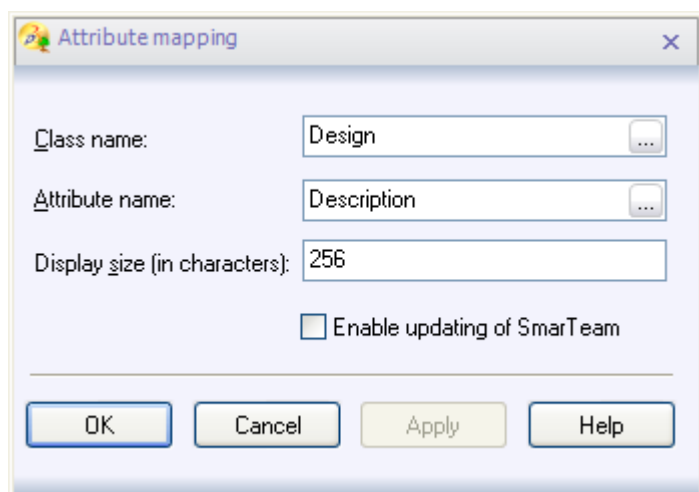 Attribute mapping
Class name: Design ...
Attribute name: Description ...
Display size (in characters): 256
Enable updating of SmarTeam
OK Cancel Apply Help